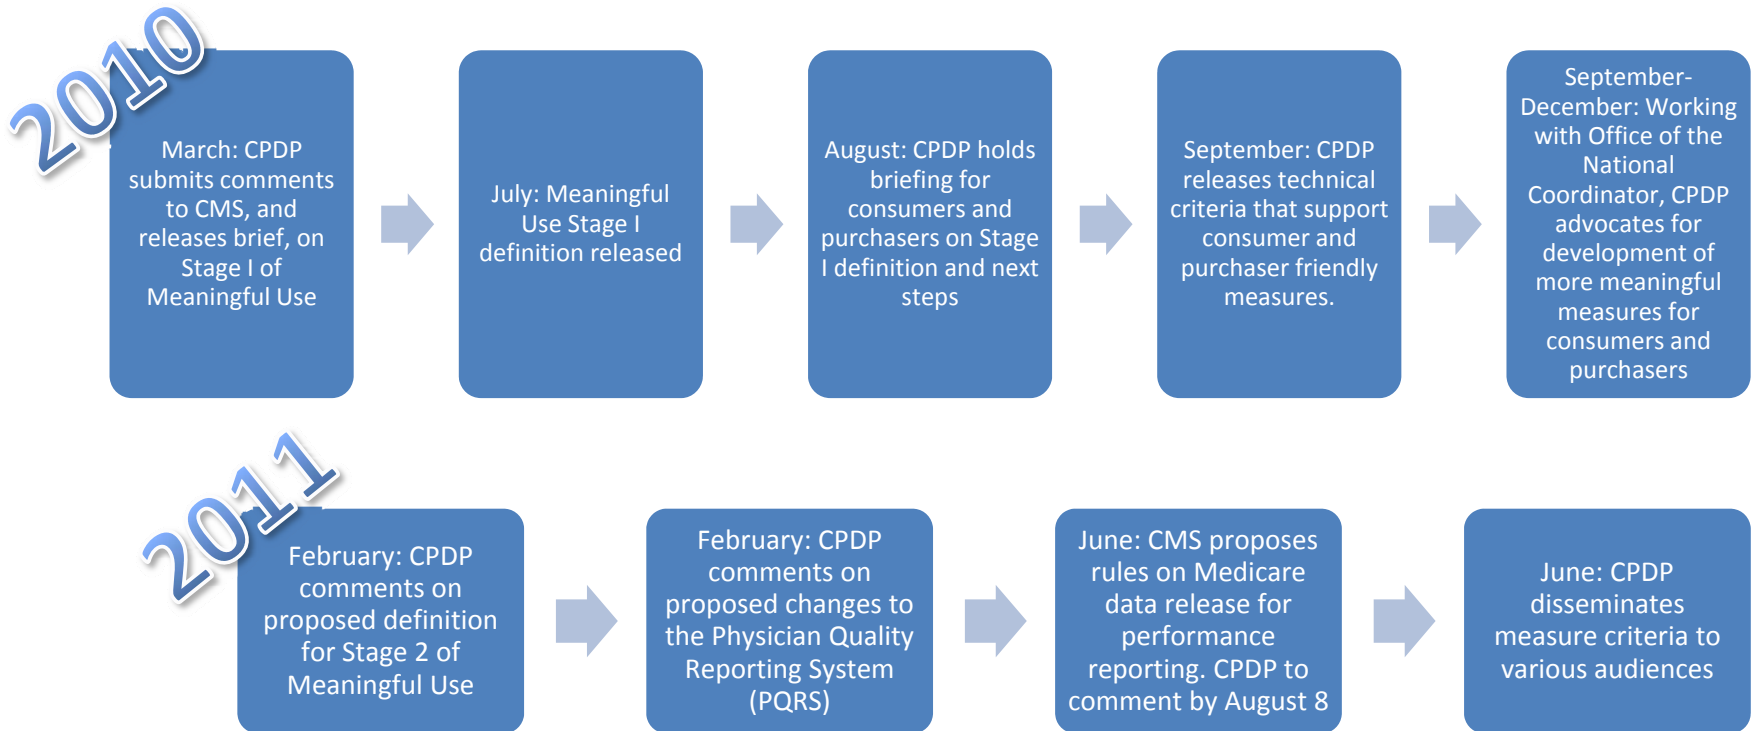 2010
March: CPDP
submits comments
to CMS, and
releases brief, on
Stage I of
Meaningful Use
July: Meaningful
Use Stage I
definition released
August: CPDP holds
briefing for
consumers and
purchasers on Stage
I definition and next
steps
September: CPDP
releases technical
criteria that support
consumer and
purchaser friendly
measures.
September-
December: Working
with Office of the
National
Coordinator, CPDP
advocates for
development of
more meaningful
measures for
consumers and
purchasers
2011
February: CPDP
comments on
proposed definition
for Stage 2 of
Meaningful Use
February: CPDP
comments on
proposed changes to
the Physician Quality
Reporting System
(PQRS)
June: CMS proposes
rules on Medicare
data release for
performance
reporting. CPDP to
comment by August 8
June: CPDP
disseminates
measure criteria to
various audiences